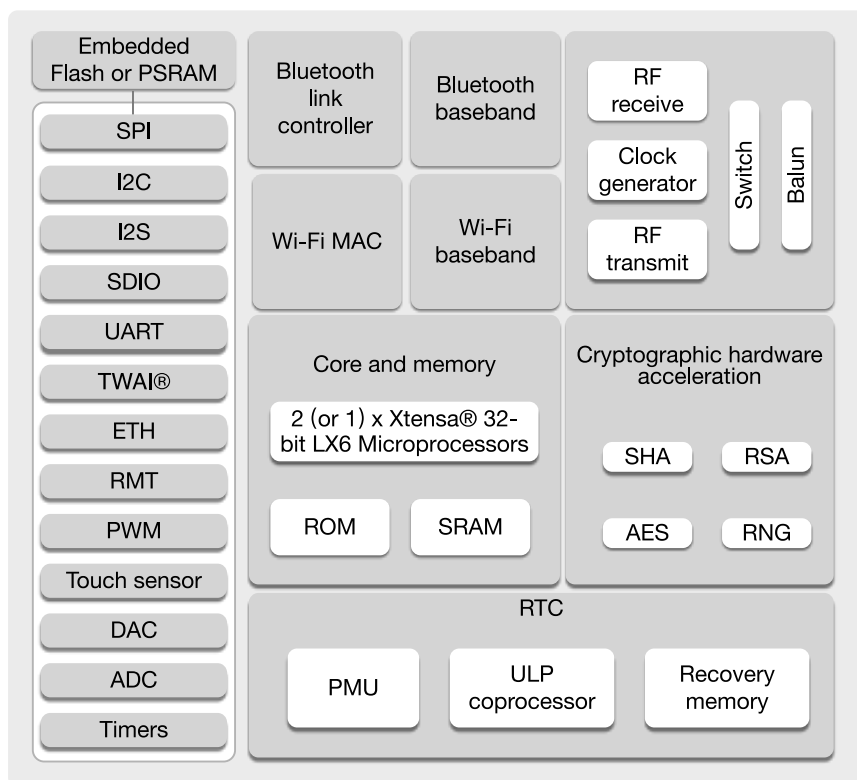 Embedded
Flash or PSRAM
SPI
I2C
I2S
SDIO
UART
TWAI®
ETH
RMT
PWM
Touch sensor
DAC
ADC
Timers
Bluetooth
link
controller
Bluetooth
baseband
Wi-Fi MAC
Wi-Fi
baseband
RF
receive
Clock
generator
RF
transmit
Switch
Balun
Core and memory
2 (or 1) x Xtensa® 32-
bit LX6 Microprocessors
ROM
SRAM
Cryptographic hardware
acceleration
SHA
RSA
AES
RNG
RTC
PMU
ULP
coprocessor
Recovery
memory